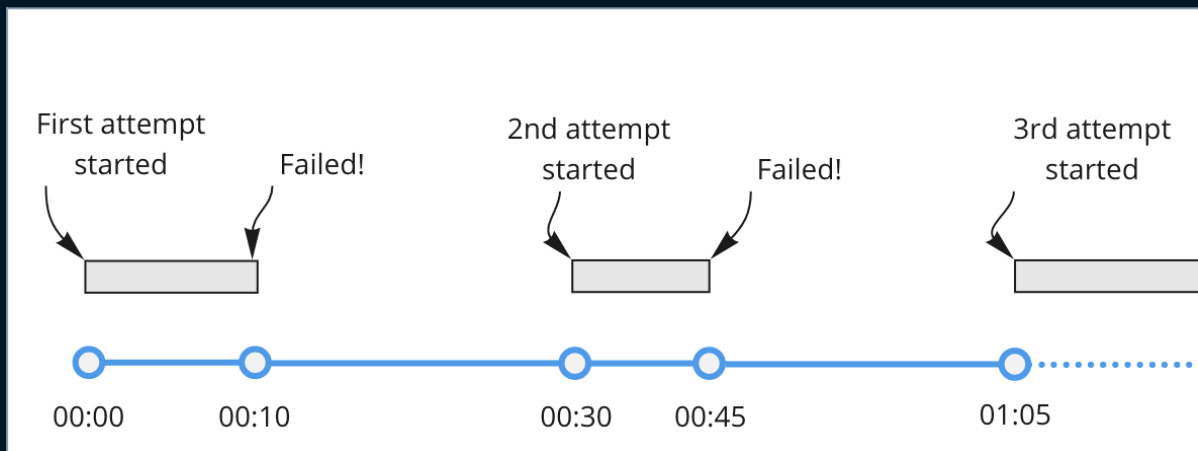 First attempt
started
Failed!
2nd attempt
started
Failed!
3rd attempt
started
00:00
00:10
00:30
00:45
01:05